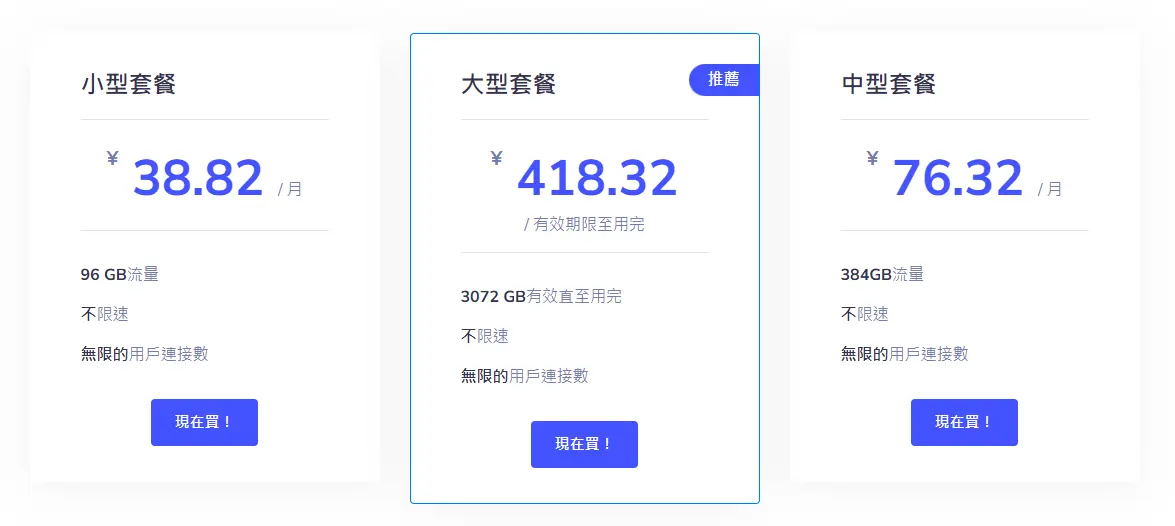 小型套餐
¥ 38.82 / 月
96 GB流量
不限速
無限的用戶連接數
現在買！
大型套餐
推薦
¥ 418.32
/ 有效期限至用完
3072 GB有效直至用完
不限速
無限的用戶連接數
現在買！
中型套餐
¥ 76.32 / 月
384GB流量
不限速
無限的用戶連接數
現在買！